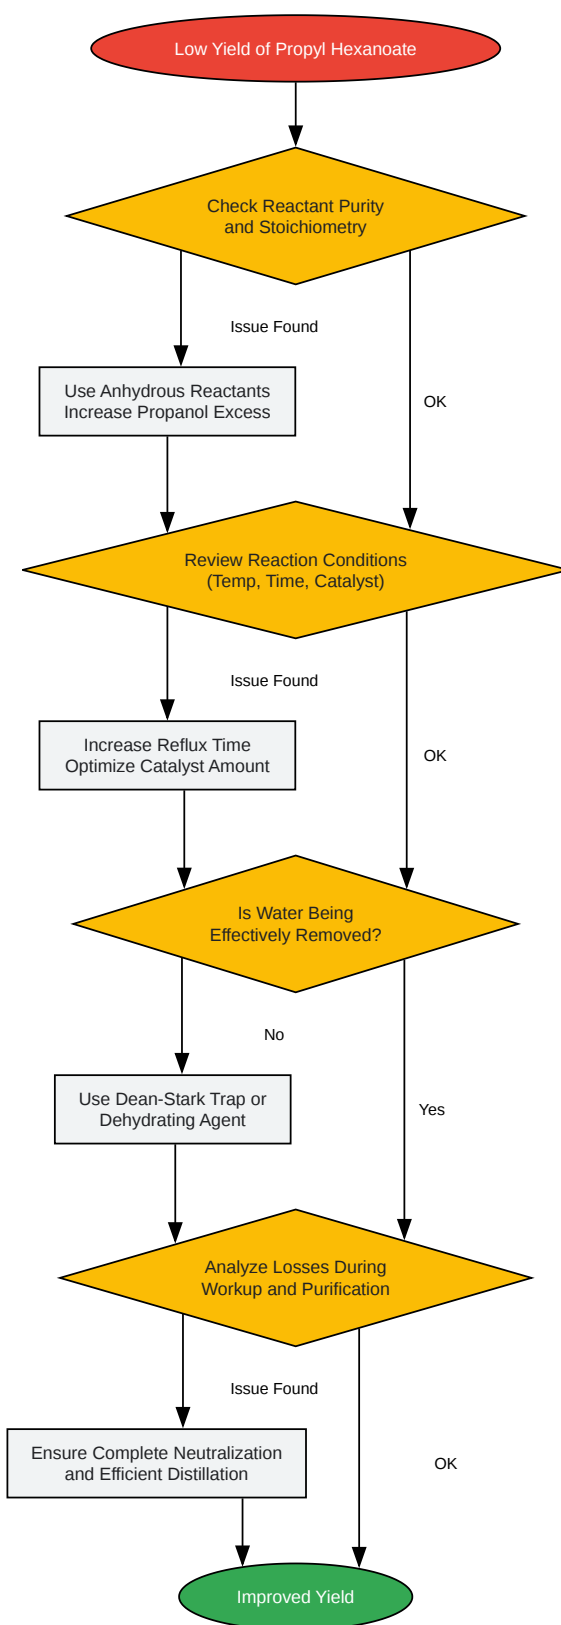 Low Yield of Propyl Hexanoate
Check Reactant Purity
and Stoichiometry
Issue Found
Use Anhydrous Reactants
Increase Propanol Excess
OK
Review Reaction Conditions
(Temp, Time, Catalyst)
Issue Found
Increase Reflux Time
Optimize Catalyst Amount
OK
Is Water Being
Effectively Removed?
No
Use Dean-Stark Trap or
Dehydrating Agent
Yes
Analyze Losses During
Workup and Purification
Issue Found
Ensure Complete Neutralization
and Efficient Distillation
OK
Improved Yield